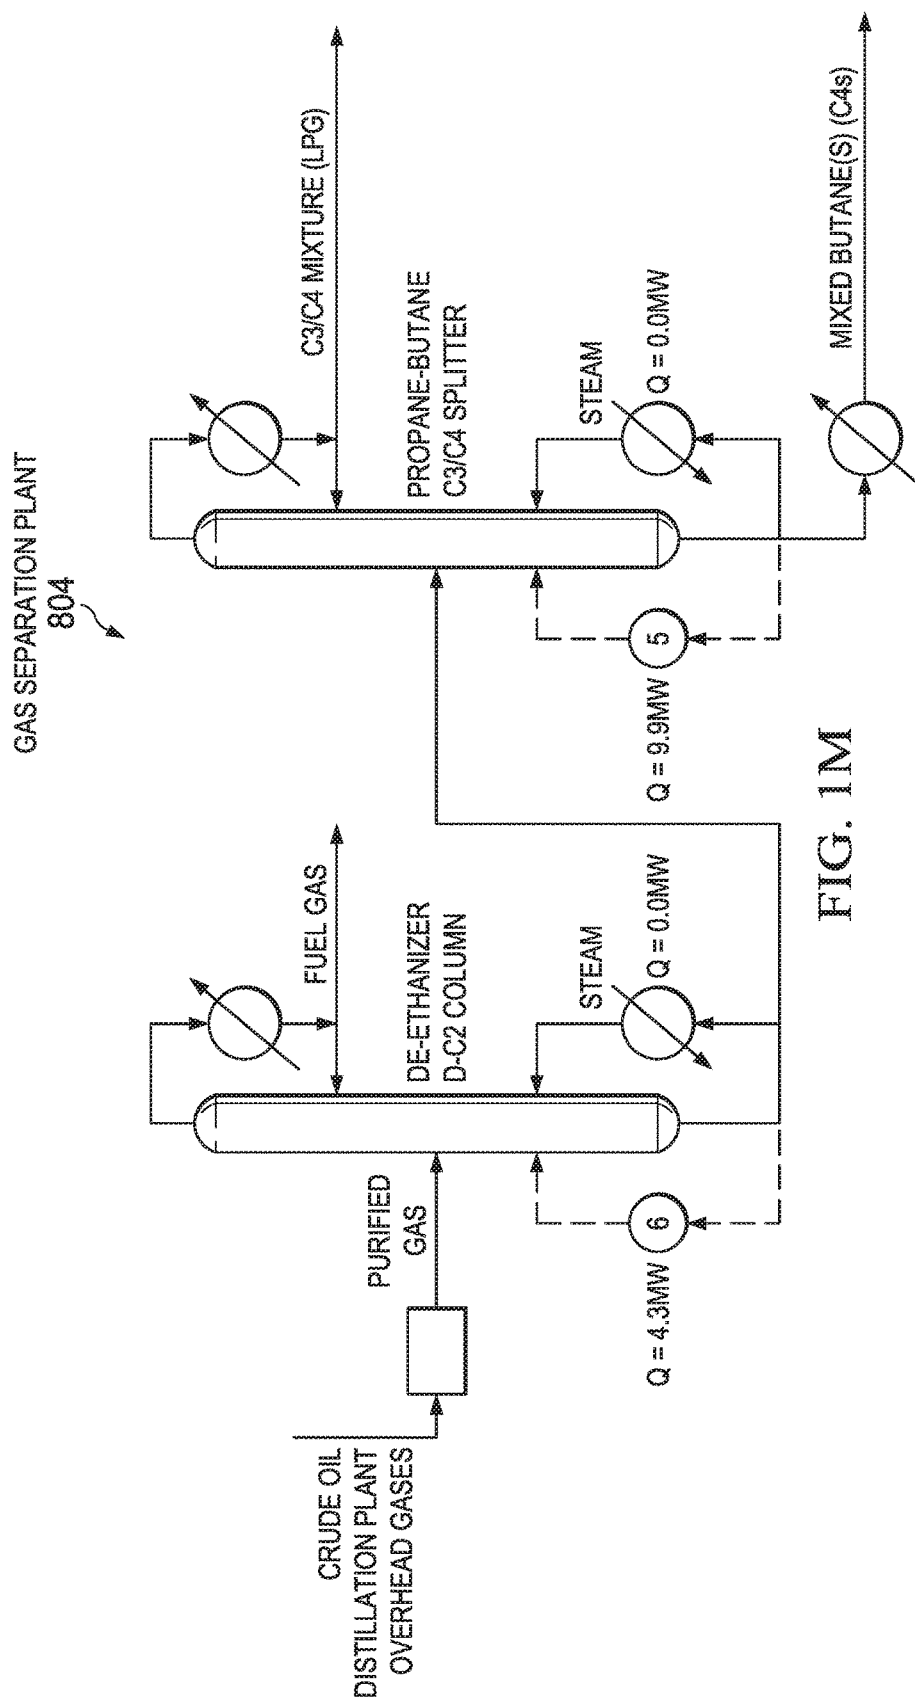 GAS SEPARATION PLANT
804
CRUDE OIL
DISTILLATION PLANT
OVERHEAD GASES
PURIFIED
GAS
FUEL GAS
DE-ETHANIZER
D-C2 COLUMN
STEAM
Q = 0.0MW
6
Q = 4.3MW
C3/C4 MIXTURE (LPG)
PROPANE-BUTANE
C3/C4 SPLITTER
STEAM
Q = 0.0MW
5
Q = 9.9MW
MIXED BUTANE(S) (C4s)
FIG. 1M